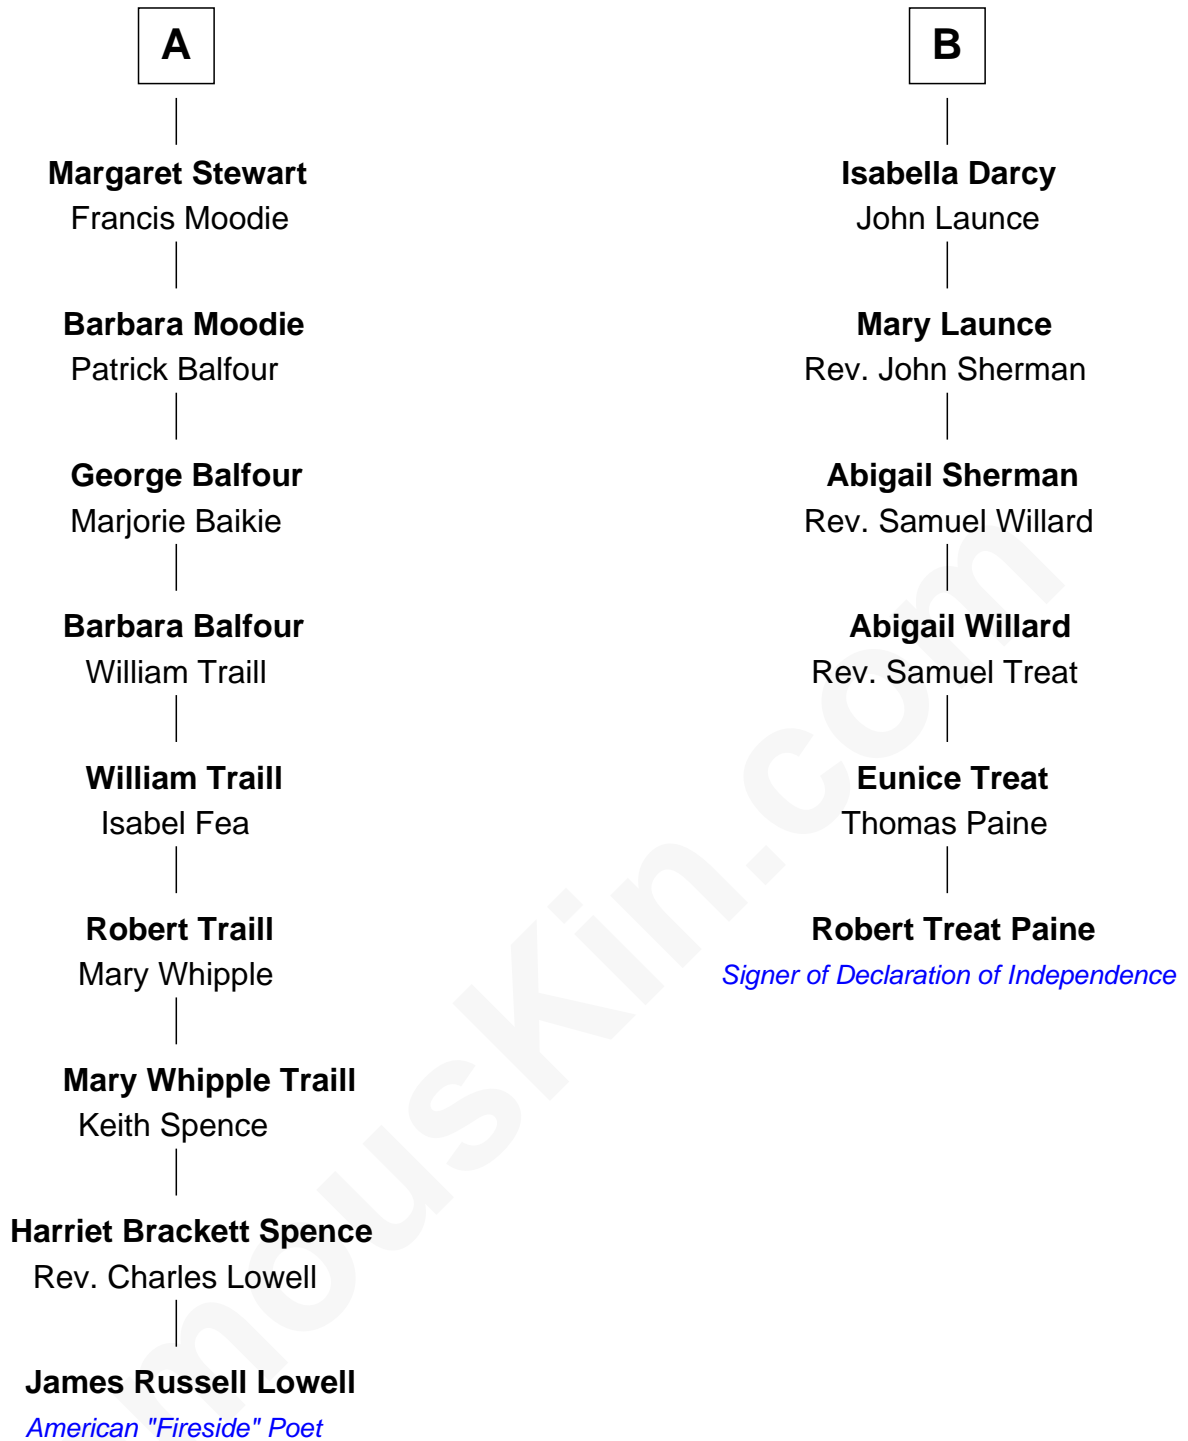 A
Margaret Stewart
Francis Moodie
Barbara Moodie
Patrick Balfour
George Balfour
Marjorie Baikie
Barbara Balfour
William Traill
William Traill
Isabel Fea
Robert Traill
Mary Whipple
Mary Whipple Traill
Keith Spence
Harriet Brackett Spence
Rev. Charles Lowell
James Russell Lowell
American "Fireside" Poet
B
Isabella Darcy
John Launce
Mary Launce
Rev. John Sherman
Abigail Sherman
Rev. Samuel Willard
Abigail Willard
Rev. Samuel Treat
Eunice Treat
Thomas Paine
Robert Treat Paine
Signer of Declaration of Independence
mousKin.com